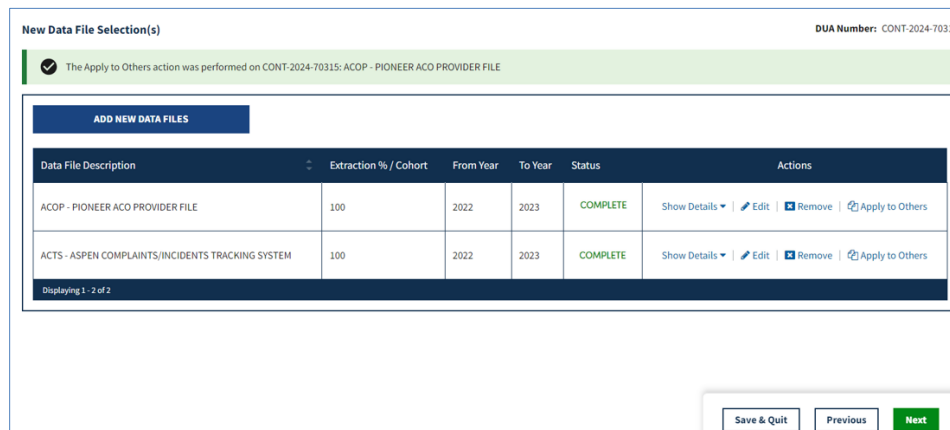 New Data File Selection(s) DUA Number: CONT-2024-7031
The Apply to Others action was performed on CONT-2024-70315: ACOP - PIONEER ACO PROVIDER FILE
ADD NEW DATA FILES
Data File Description Extraction % / Cohort From Year To Year Status Actions
ACOP - PIONEER ACO PROVIDER FILE 100 2022 2023 COMPLETE Show Details | Edit | Remove | Apply to Others
ACTS - ASPEN COMPLAINTS/INCIDENTS TRACKING SYSTEM 100 2022 2023 COMPLETE Show Details | Edit | Remove | Apply to Others
Displaying 1 - 2 of 2
Save & Quit Previous Next